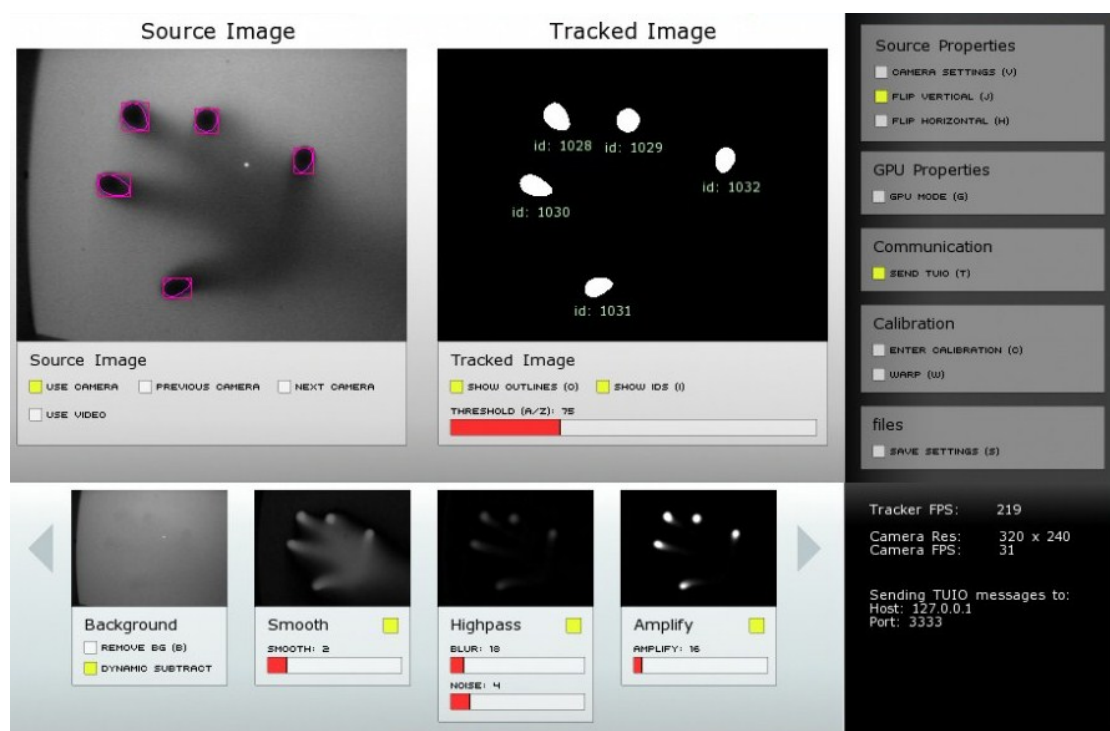 Source Image
Tracked Image
id: 1028 id: 1029
id: 1032
id: 1030
id: 1031
Source Image
USE CAMERA PREVIOUS CAMERA NEXT CAMERA
USE VIDEO
Tracked Image
SHOW OUTLINES (O) SHOW IDS (I)
THRESHOLD (A/Z): 75
Source Properties
CAMERA SETTINGS (V)
FLIP VERTICAL (J)
FLIP HORIZONTAL (H)
GPU Properties
GPU MODE (G)
Communication
SEND TUIO (T)
Calibration
ENTER CALIBRATION (C)
WARP (W)
files
SAVE SETTINGS (S)
Background
REMOVE BG (B)
DYNAMIC SUBTRACT
Smooth
SMOOTH: 2
Highpass
BLUR: 18
NOISE: 4
Amplify
AMPLIFY: 16
Tracker FPS: 219
Camera Res: 320 x 240
Camera FPS: 31
Sending TUIO messages to:
Host: 127.0.0.1
Port: 3333